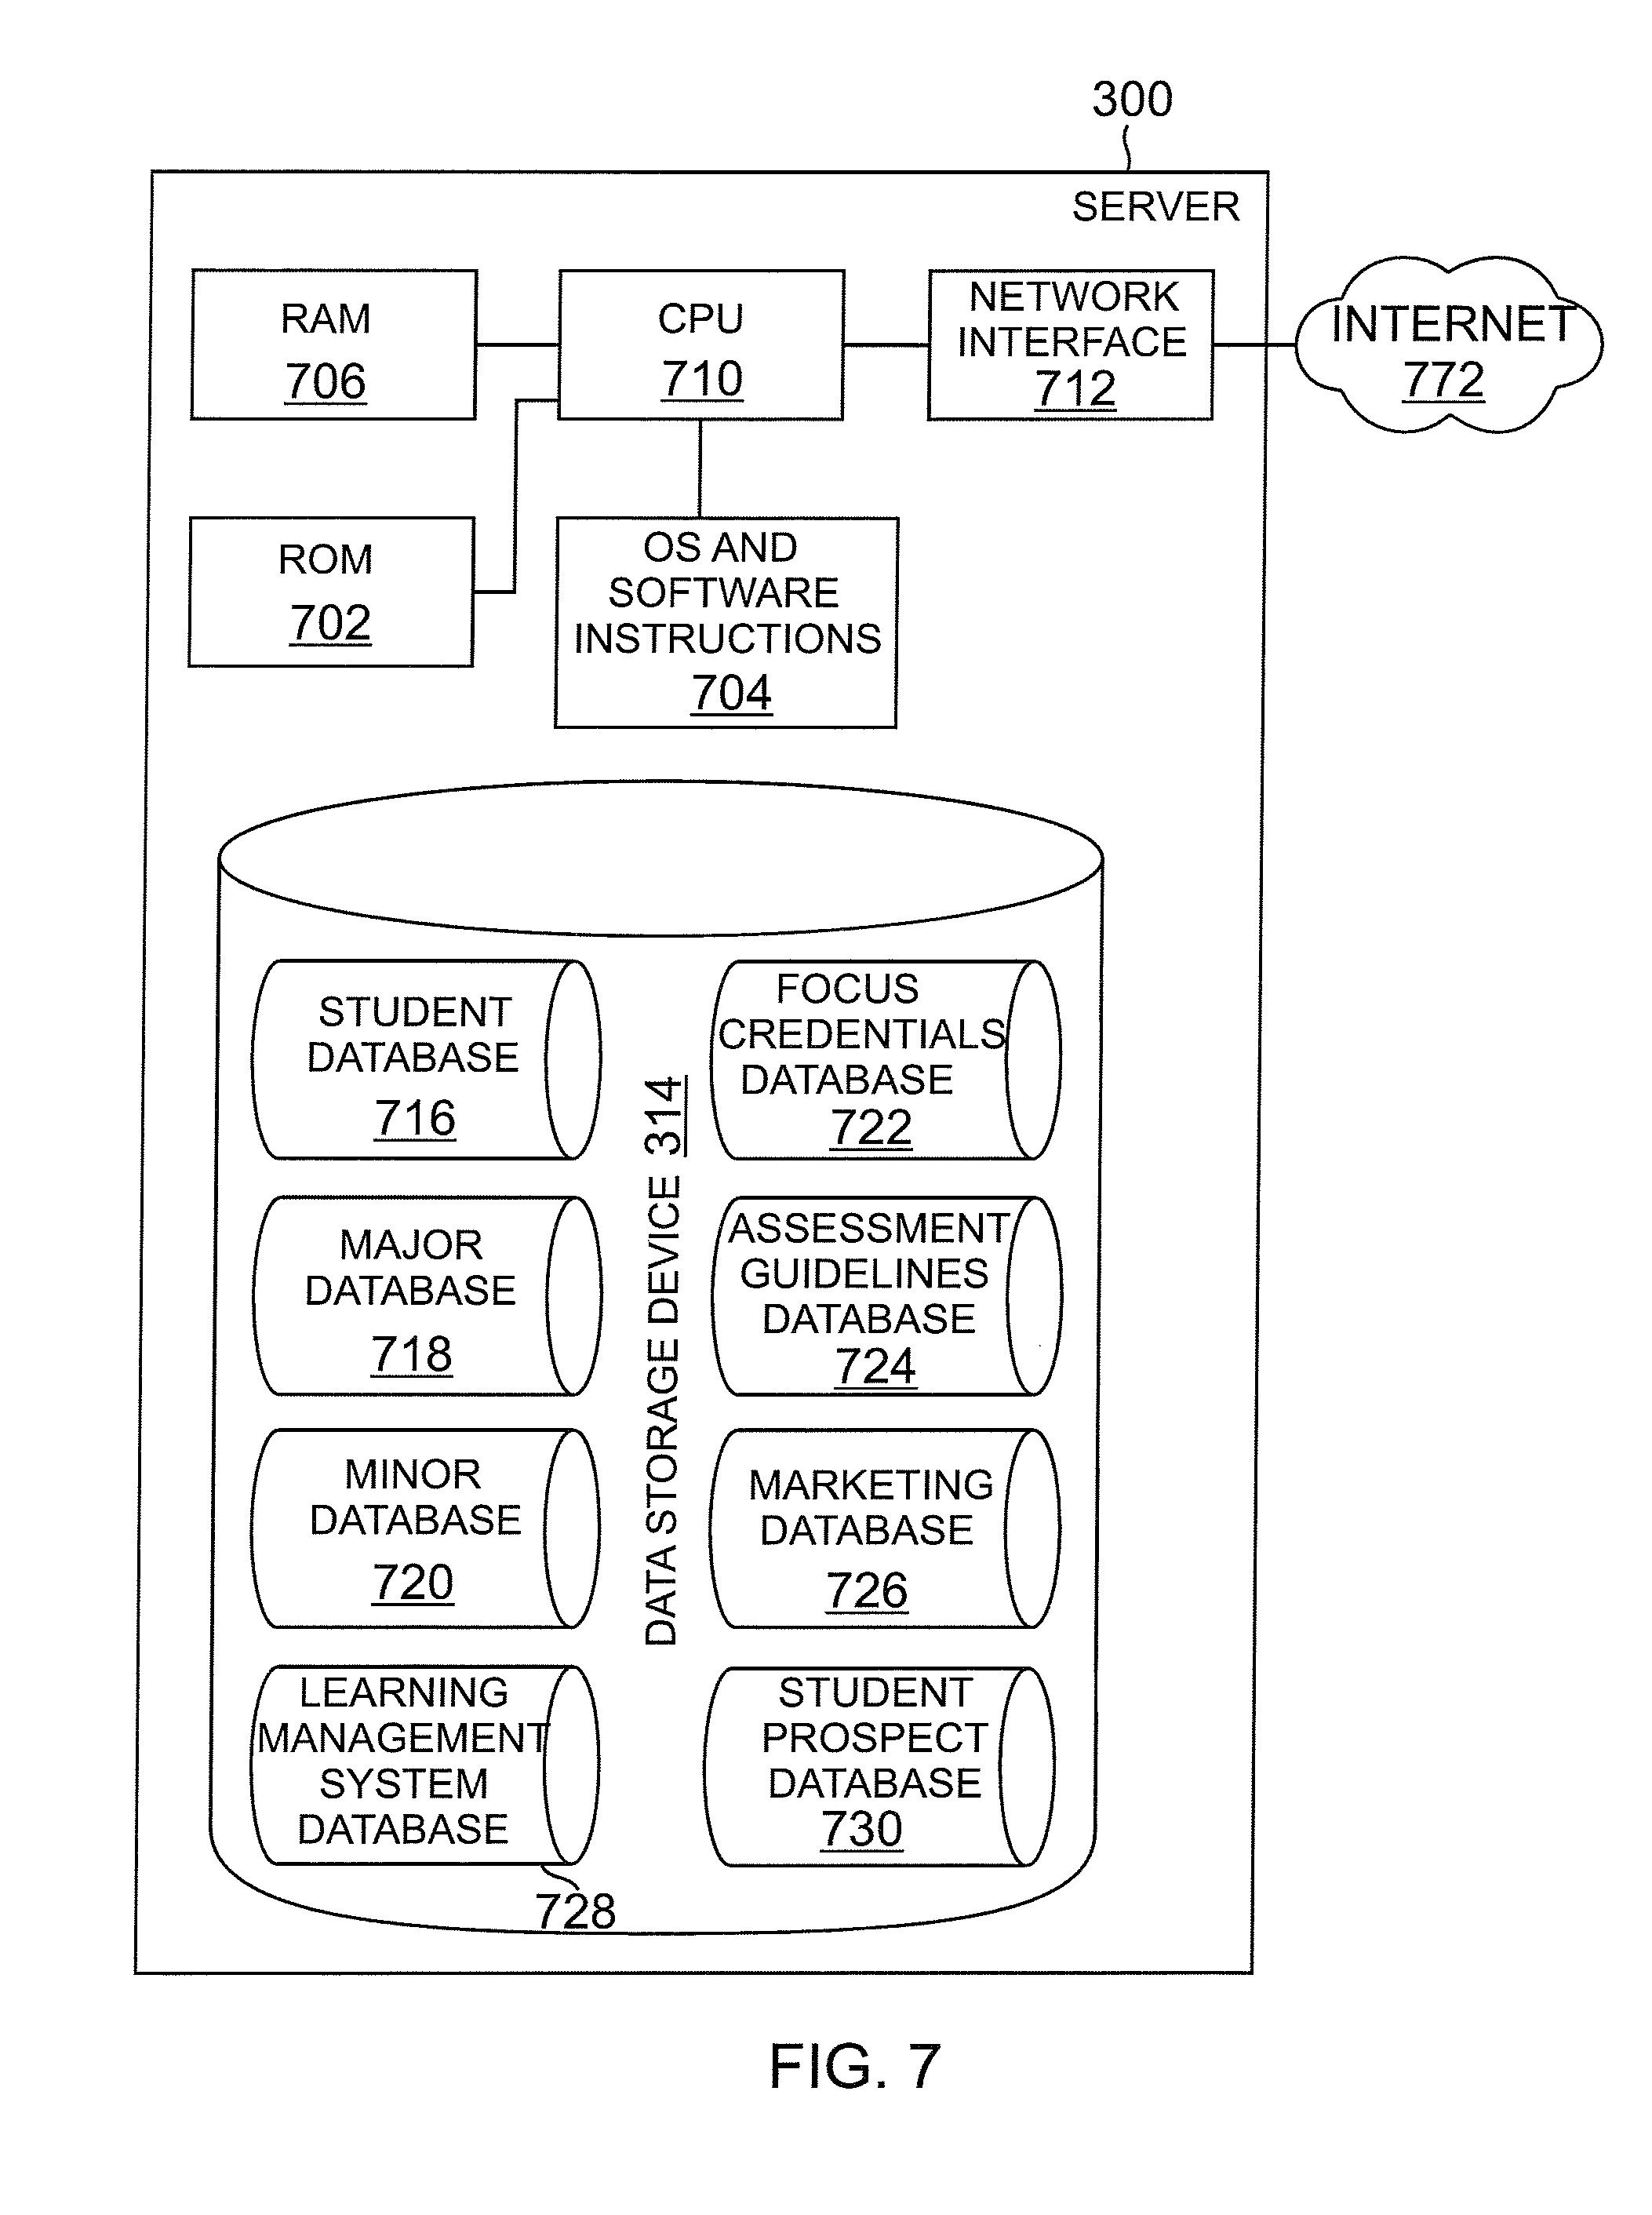 300
SERVER
RAM
706
CPU
710
NETWORK
INTERFACE
712
INTERNET
772
ROM
702
OS AND
SOFTWARE
INSTRUCTIONS
704
STUDENT
DATABASE
716
FOCUS
CREDENTIALS
DATABASE
722
MAJOR
DATABASE
718
DATA STORAGE DEVICE 314
ASSESSMENT
GUIDELINES
DATABASE
724
MINOR
DATABASE
720
MARKETING
DATABASE
726
LEARNING
MANAGEMENT
SYSTEM
DATABASE
728
STUDENT
PROSPECT
DATABASE
730
FIG. 7